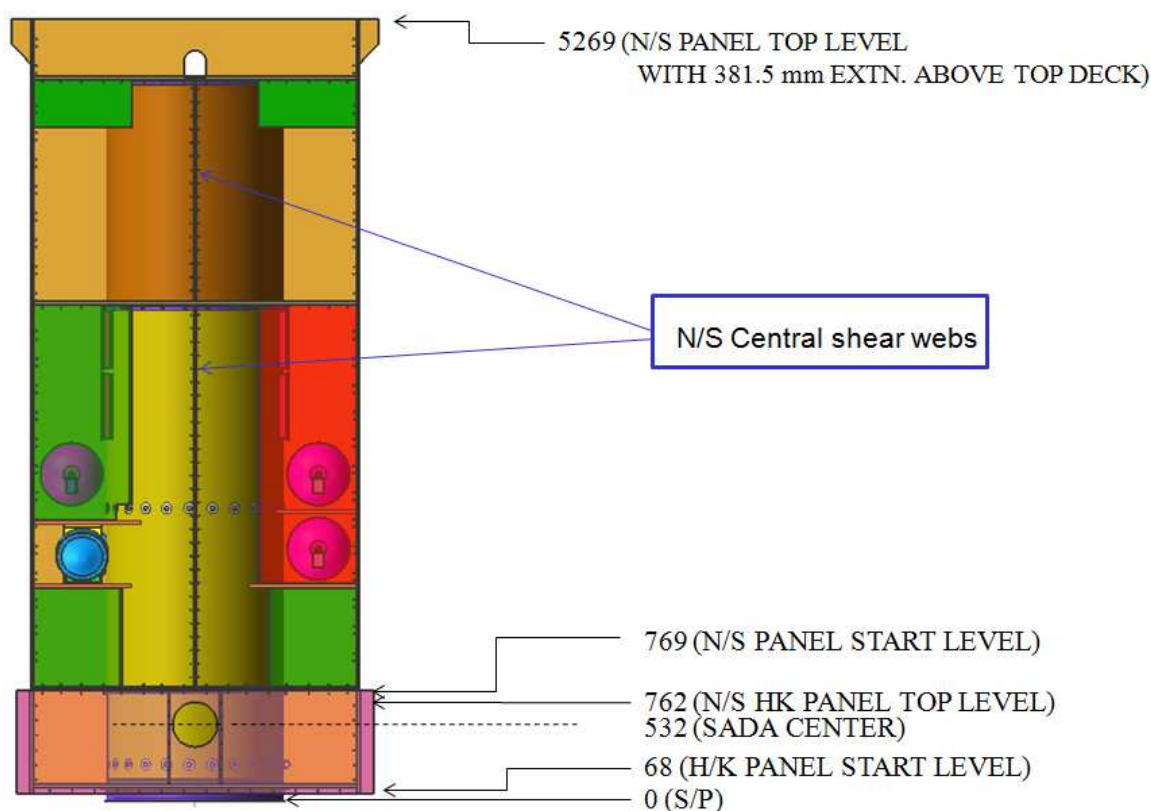 5269 (N/S PANEL TOP LEVEL
WITH 381.5 mm EXTN. ABOVE TOP DECK)
N/S Central shear webs
769 (N/S PANEL START LEVEL)
762 (N/S HK PANEL TOP LEVEL)
532 (SADA CENTER)
68 (H/K PANEL START LEVEL)
0 (S/P)